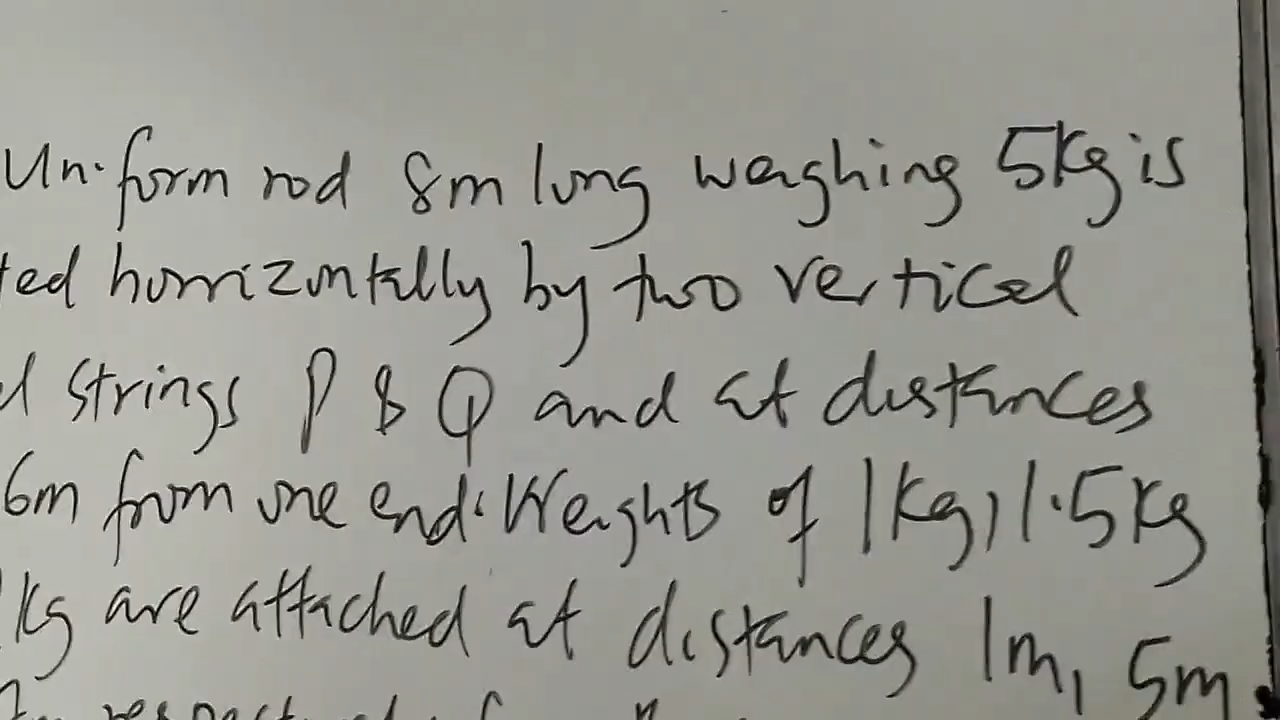 Uniform rod 8m long weighing 5kg is
ted horrizontally by two vertical
strings P & Q and at distances
6m from one end. Weights of 1kg, 1.5kg
kg are attached at distances 1m, 5m